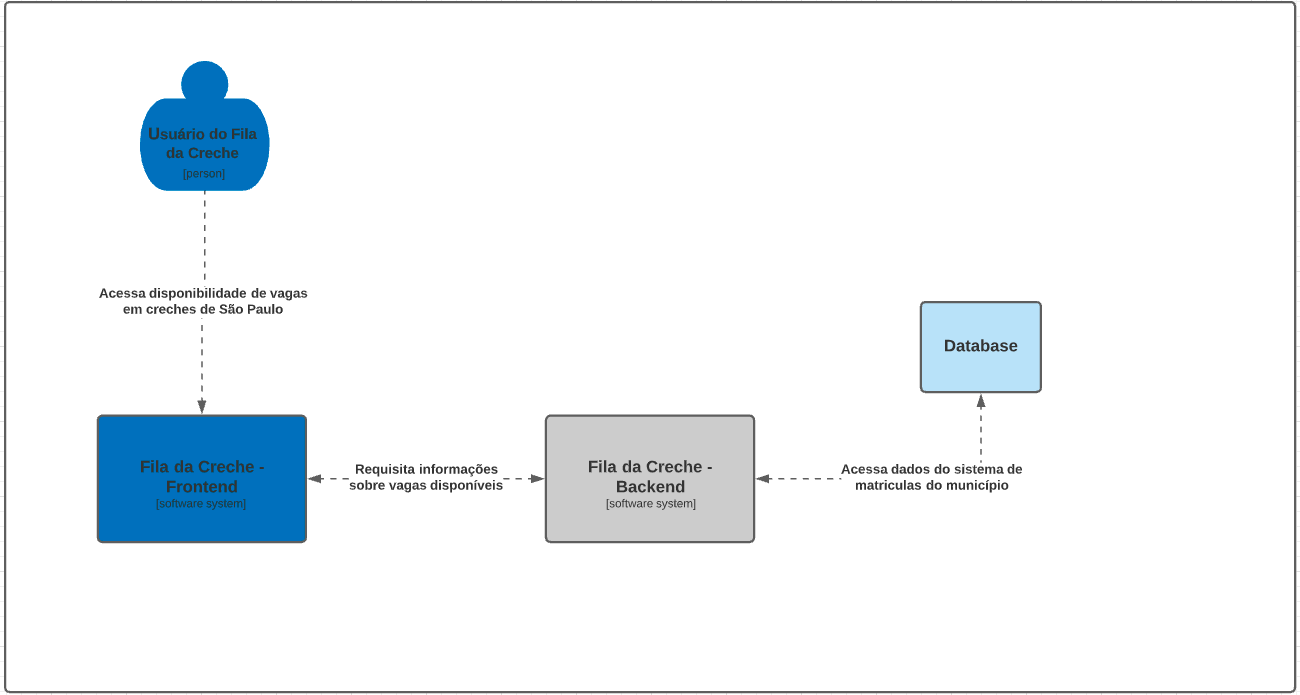 Usuário do Fila
da Creche
[person]
Acessa disponibilidade de vagas
em creches de São Paulo
Database
Fila da Creche -
Frontend
[software system]
Requisita informações
sobre vagas disponíveis
Fila da Creche -
Backend
[software system]
Acessa dados do sistema de
matriculas do município